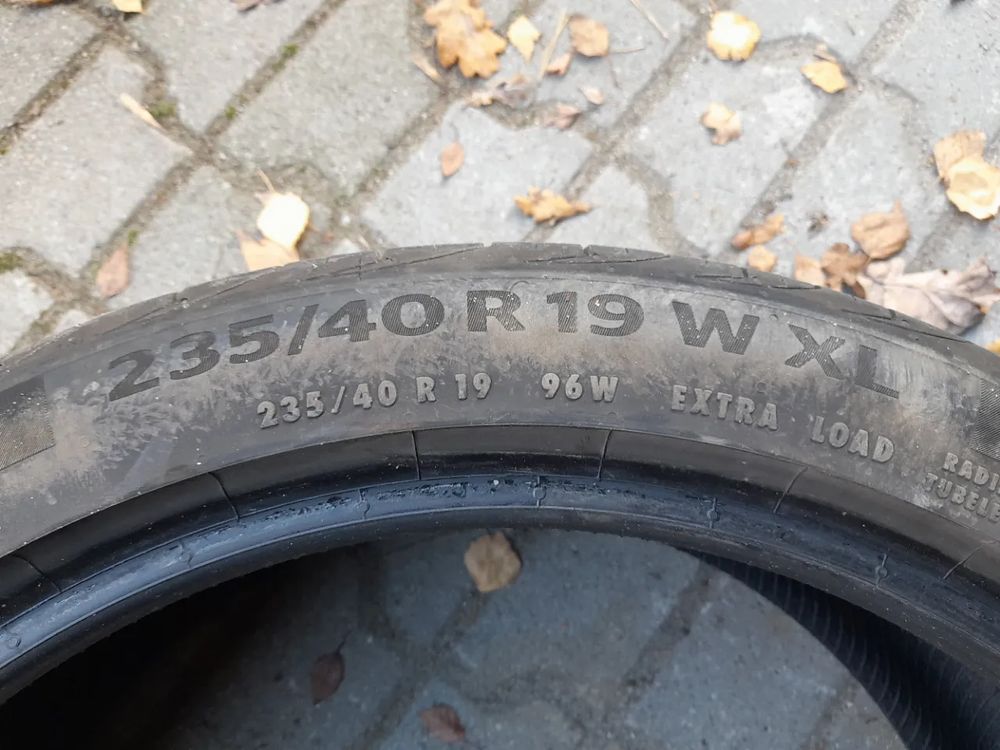 235/40 R 19 W XL
235/40 R 19 96W EXTRA LOAD